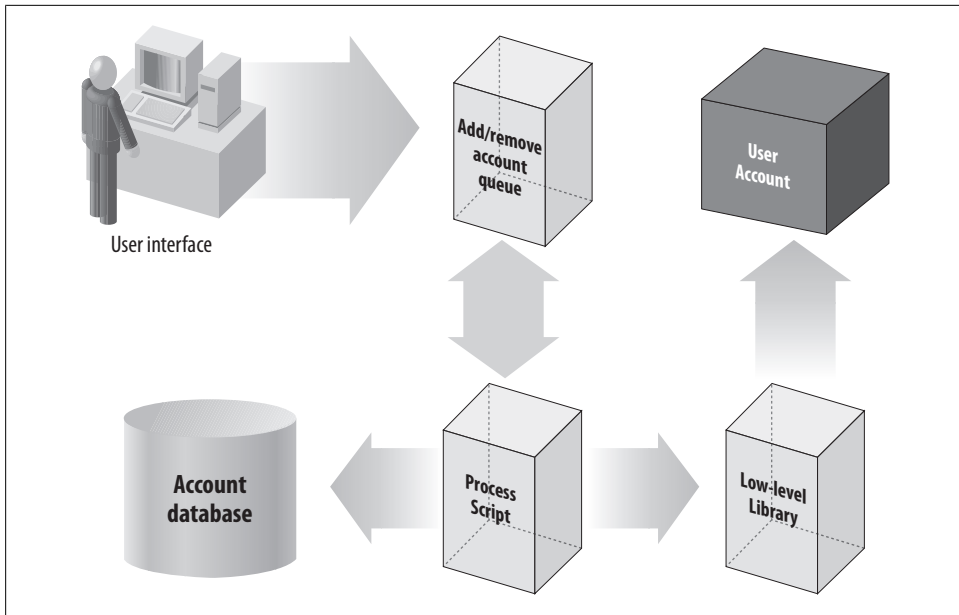 Add/remove
account
queue
User
Account
User interface
Account
database
Process
Script
Low-level
Library